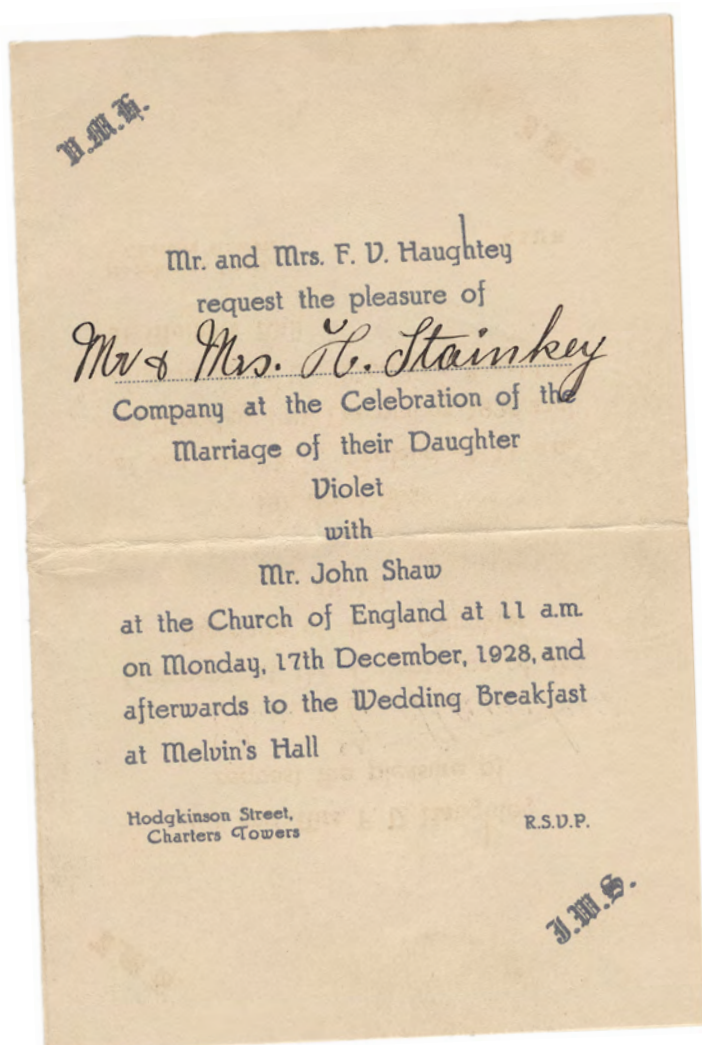 V.M.H.
Mr. and Mrs. F. V. Haughtey
request the pleasure of
Mr & Mrs. H. Stainkey
Company at the Celebration of the
Marriage of their Daughter
Violet
with
Mr. John Shaw
at the Church of England at 11 a.m.
on Monday, 17th December, 1928, and
afterwards to the Wedding Breakfast
at Melvin's Hall
Hodgkinson Street,
Charters Towers
R.S.V.P.
J.W.S.